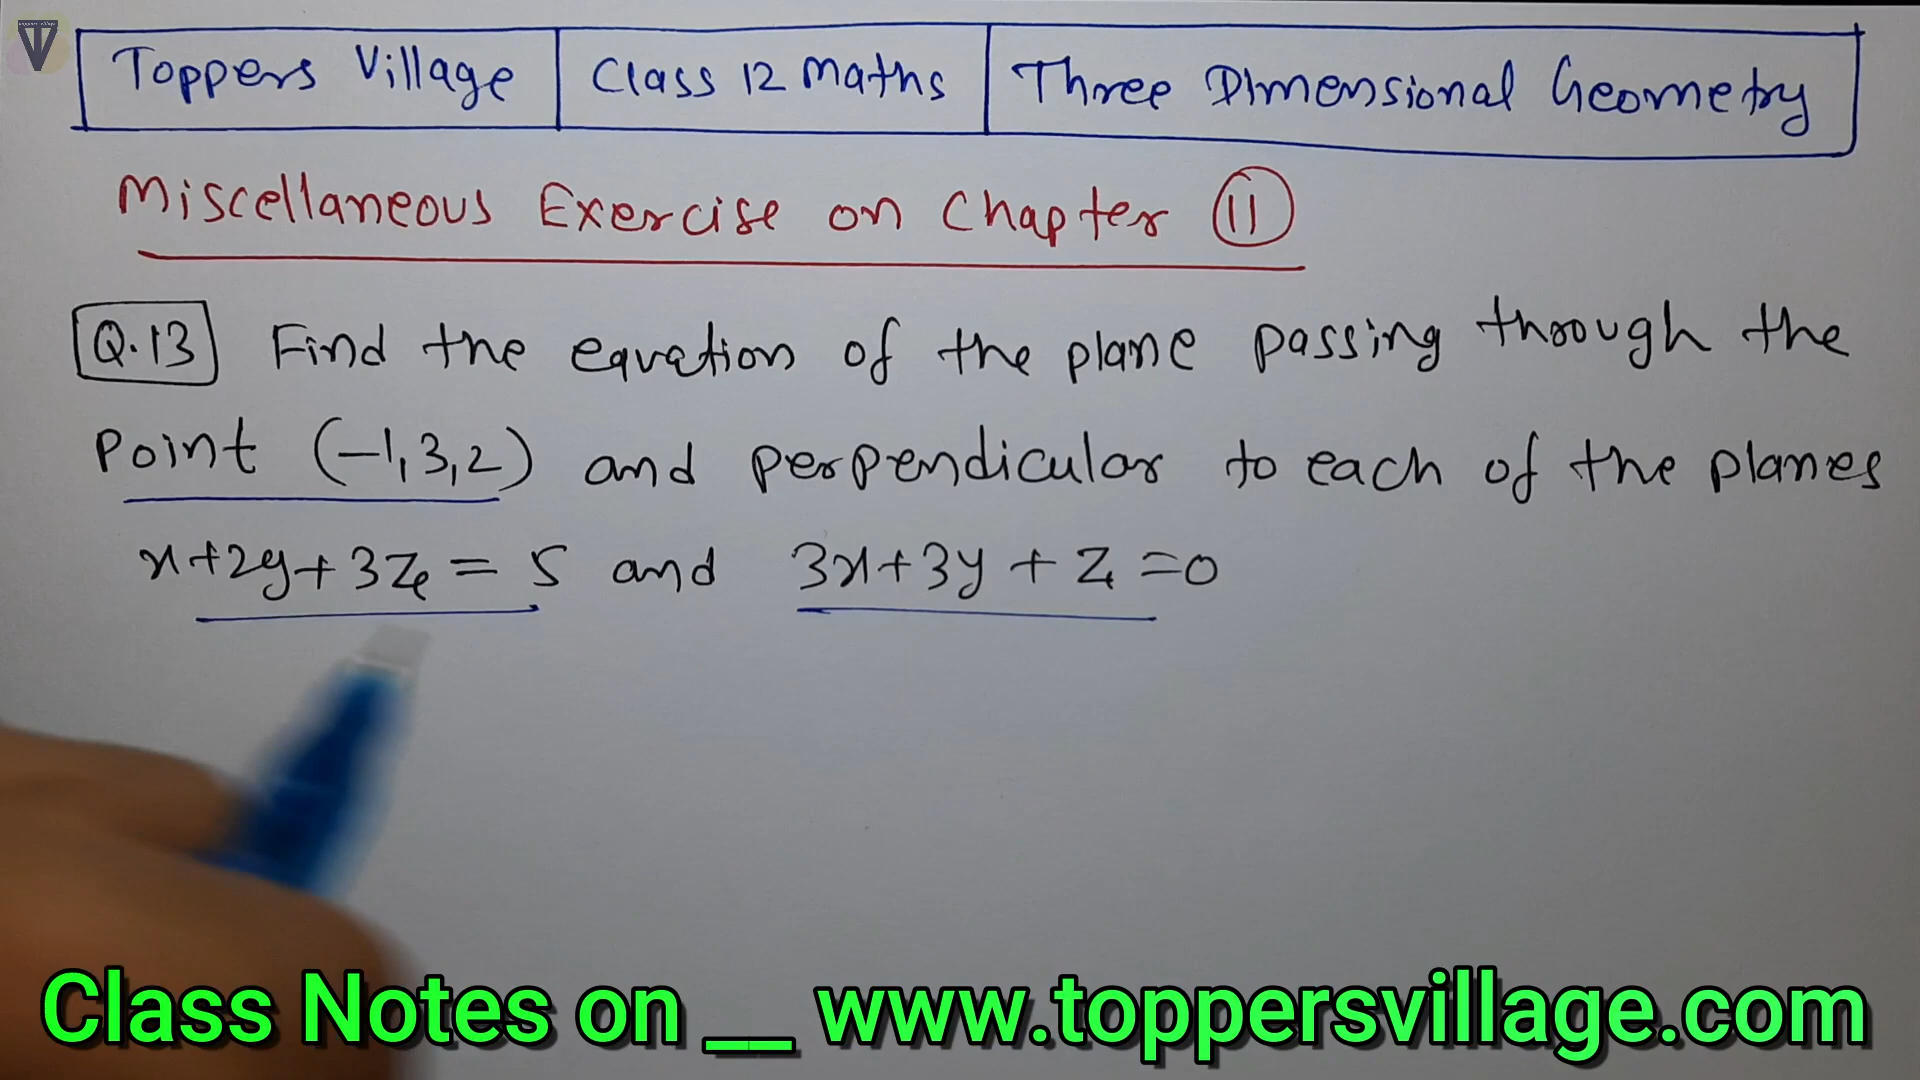 toppers village
Toppers Village Class 12 Maths Three Dimensional Geometry
Miscellaneous Exercise on Chapter 11
Q.13 Find the equation of the plane passing through the
Point (-1,3,2) and perpendicular to each of the planes
x+2y+3z=5 and 3x+3y+z=0
Class Notes on __ www.toppersvillage.com